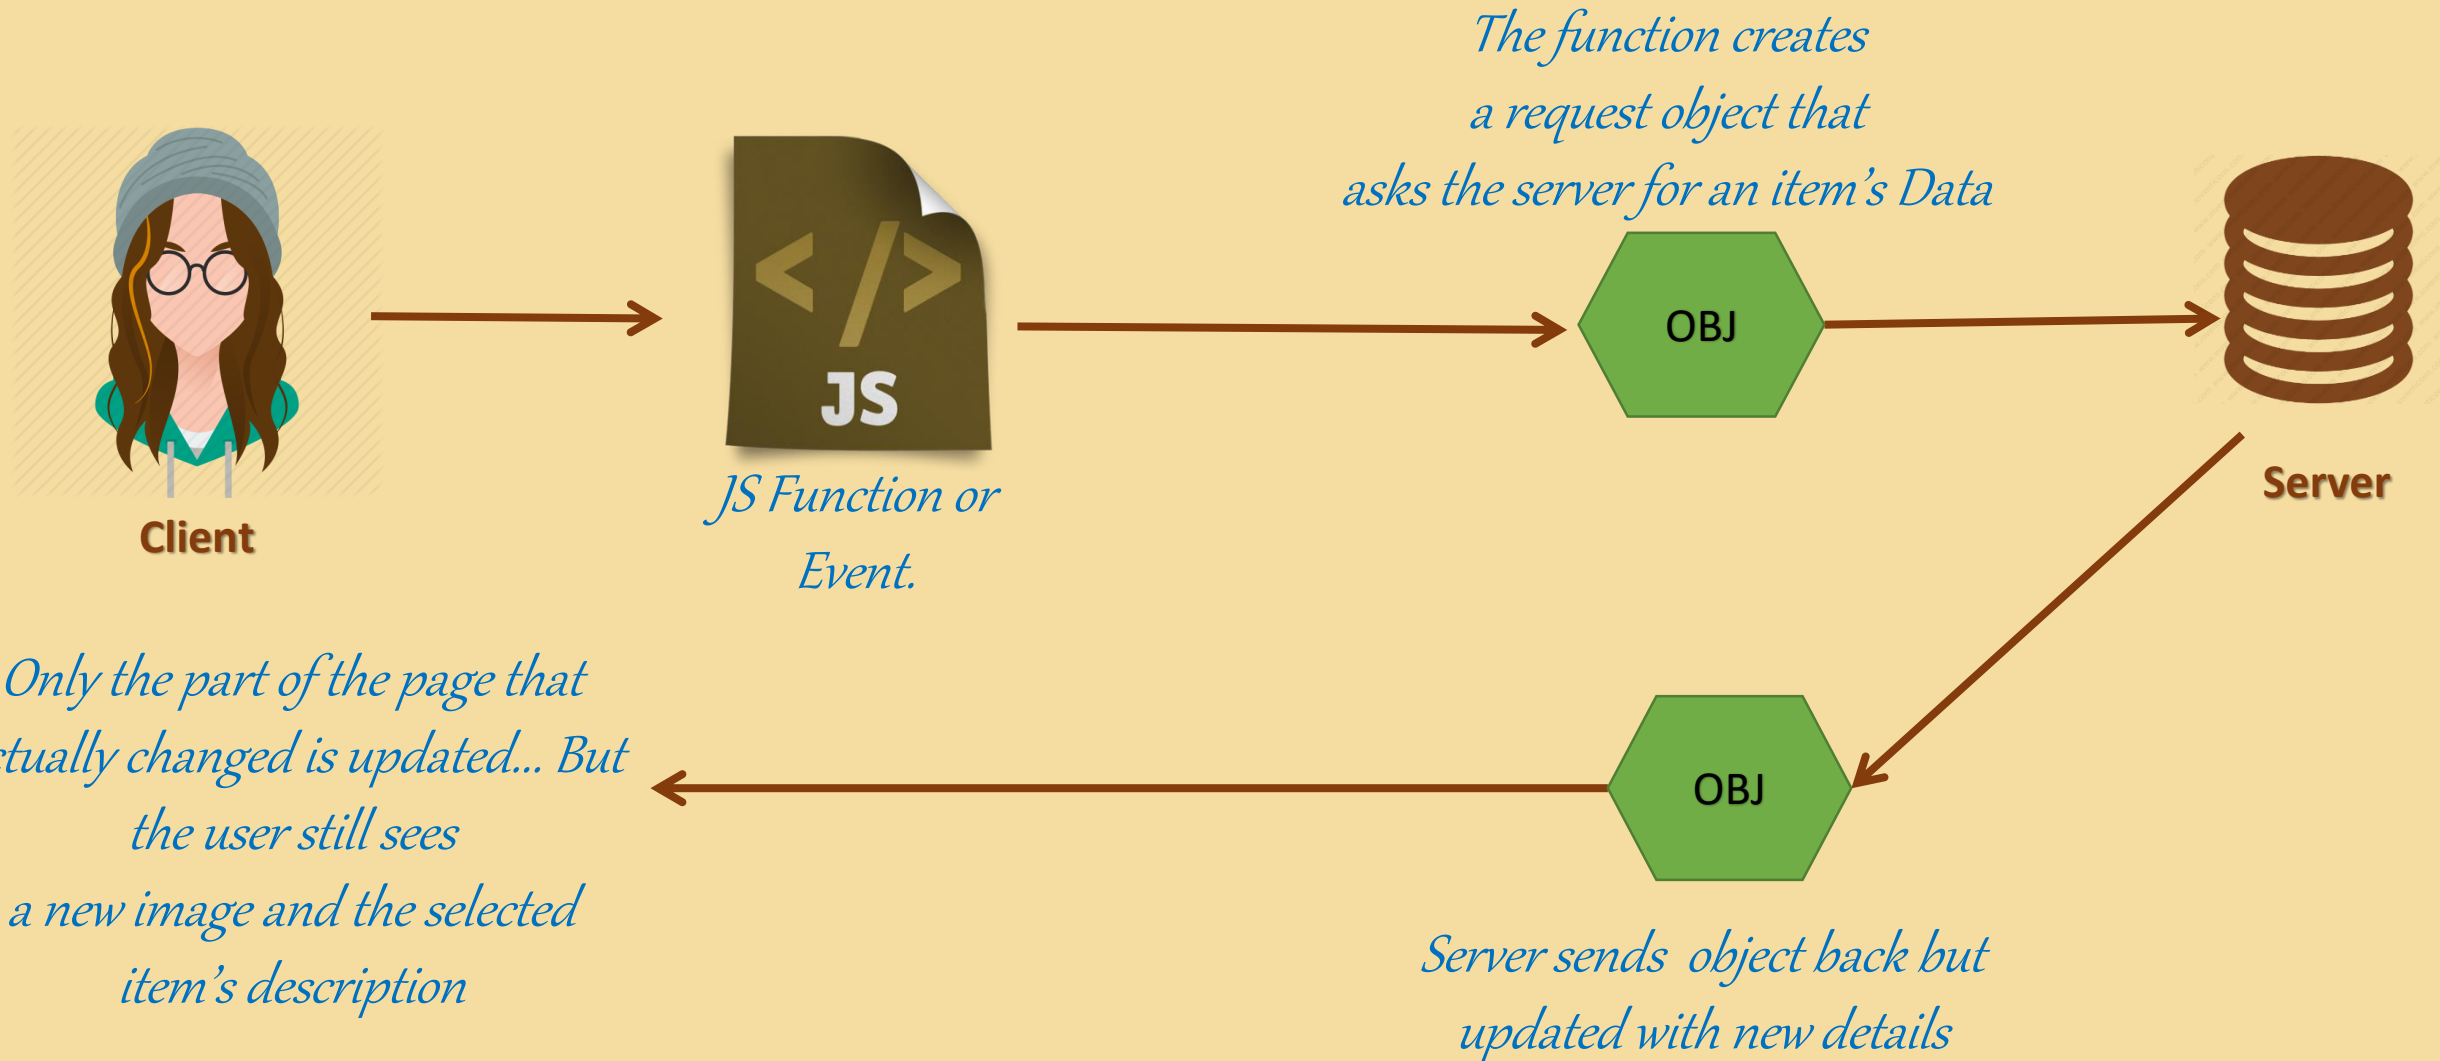 The function creates
a request object that
asks the server for an item's Data
</>
JS
OBJ
JS Function or
Event.
Client
Server
Only the part of the page that
changed is updated... But
the user still sees
a new image and the selected
item's description
OBJ
Server sends object back but
updated with new details